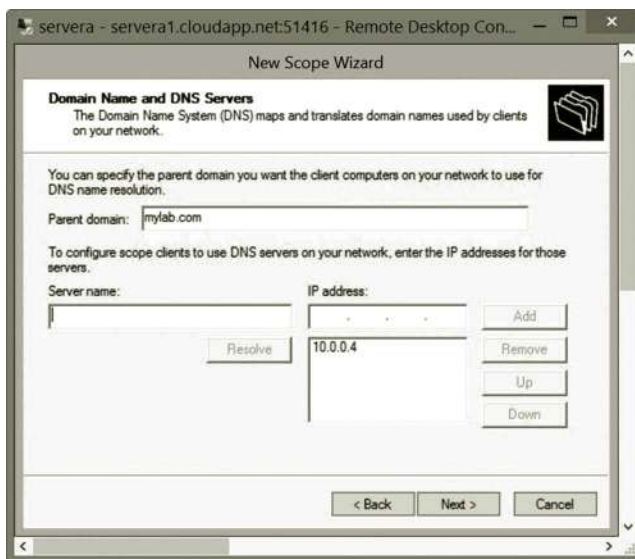 servera - servera1.cloudapp.net:51416 - Remote Desktop Con...
New Scope Wizard
Domain Name and DNS Servers
The Domain Name System (DNS) maps and translates domain names used by clients
on your network.
You can specify the parent domain you want the client computers on your network to use for
DNS name resolution.
Parent domain: mylab.com
To configure scope clients to use DNS servers on your network, enter the IP addresses for those
servers.
Server name: IP address:
. . . Add
Resolve 10.0.0.4 Remove
Up
Down
< Back Next > Cancel